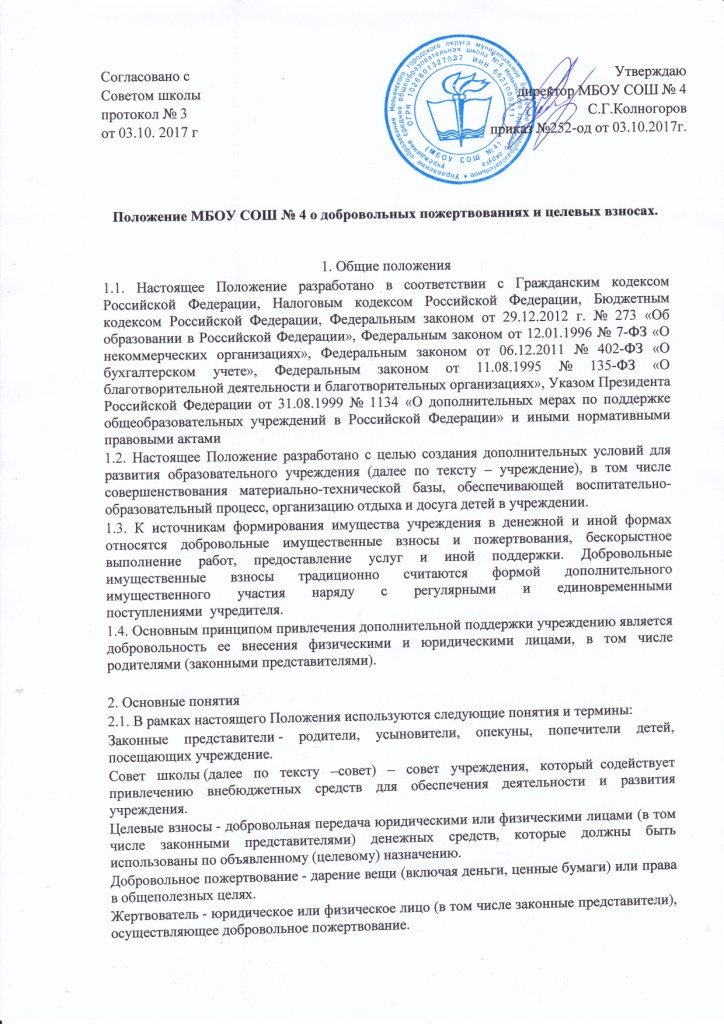 Согласовано с
Советом школы
протокол № 3
от 03.10. 2017 г
Утверждаю
директор МБОУ СОШ № 4
С.Г.Колногоров
приказ №252-од от 03.10.2017г.
(МБОУ СОШ №4)
Положение МБОУ СОШ № 4 о добровольных пожертвованиях и целевых взносах.
1. Общие положения
1.1. Настоящее Положение разработано в соответствии с Гражданским кодексом
Российской Федерации, Налоговым кодексом Российской Федерации, Бюджетным
кодексом Российской Федерации, Федеральным законом от 29.12.2012 г. № 273 «Об
образовании в Российской Федерации», Федеральным законом от 12.01.1996 № 7-ФЗ «О
некоммерческих организациях», Федеральным законом от 06.12.2011 № 402-ФЗ «О
бухгалтерском учете», Федеральным законом от 11.08.1995 № 135-ФЗ «О
благотворительной деятельности и благотворительных организациях», Указом Президента
Российской Федерации от 31.08.1999 № 1134 «О дополнительных мерах по поддержке
общеобразовательных учреждений в Российской Федерации» и иными нормативными
правовыми актами
1.2. Настоящее Положение разработано с целью создания дополнительных условий для
развития образовательного учреждения (далее по тексту – учреждение), в том числе
совершенствования материально-технической базы, обеспечивающей воспитательно-
образовательный процесс, организацию отдыха и досуга детей в учреждении.
1.3. К источникам формирования имущества учреждения в денежной и иной формах
относятся добровольные имущественные взносы и пожертвования, бескорыстное
выполнение работ, предоставление услуг и иной поддержки. Добровольные
имущественные взносы традиционно считаются формой дополнительного
имущественного участия наряду с регулярными и единовременными
поступлениями учредителя.
1.4. Основным принципом привлечения дополнительной поддержки учреждению является
добровольность ее внесения физическими и юридическими лицами, в том числе
родителями (законными представителями).
2. Основные понятия
2.1. В рамках настоящего Положения используются следующие понятия и термины:
Законные представители - родители, усыновители, опекуны, попечители детей,
посещающих учреждение.
Совет школы (далее по тексту –совет) – совет учреждения, который содействует
привлечению внебюджетных средств для обеспечения деятельности и развития
учреждения.
Целевые взносы - добровольная передача юридическими или физическими лицами (в том
числе законными представителями) денежных средств, которые должны быть
использованы по объявленному (целевому) назначению.
Добровольное пожертвование - дарение вещи (включая деньги, ценные бумаги) или права
в общеполезных целях.
Жертвователь - юридическое или физическое лицо (в том числе законные представители),
осуществляющее добровольное пожертвование.